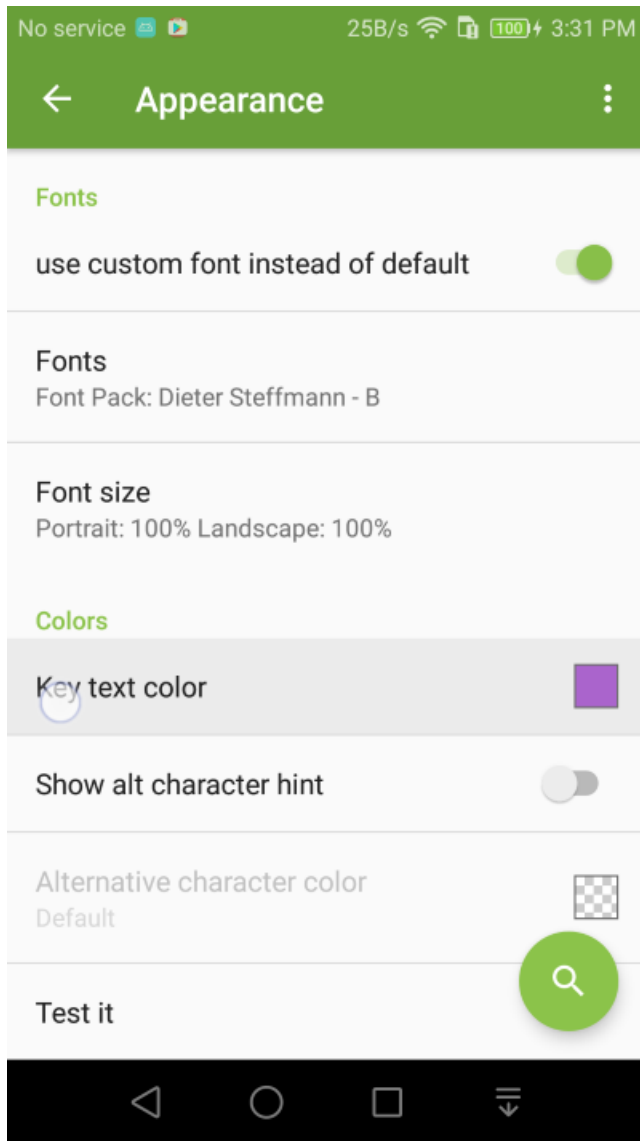 No service 25B/s 100 3:31 PM
Appearance
Fonts
use custom font instead of default
Fonts
Font Pack: Dieter Steffmann - B
Font size
Portrait: 100% Landscape: 100%
Colors
Key text color
Show alt character hint
Alternative character color
Default
Test it